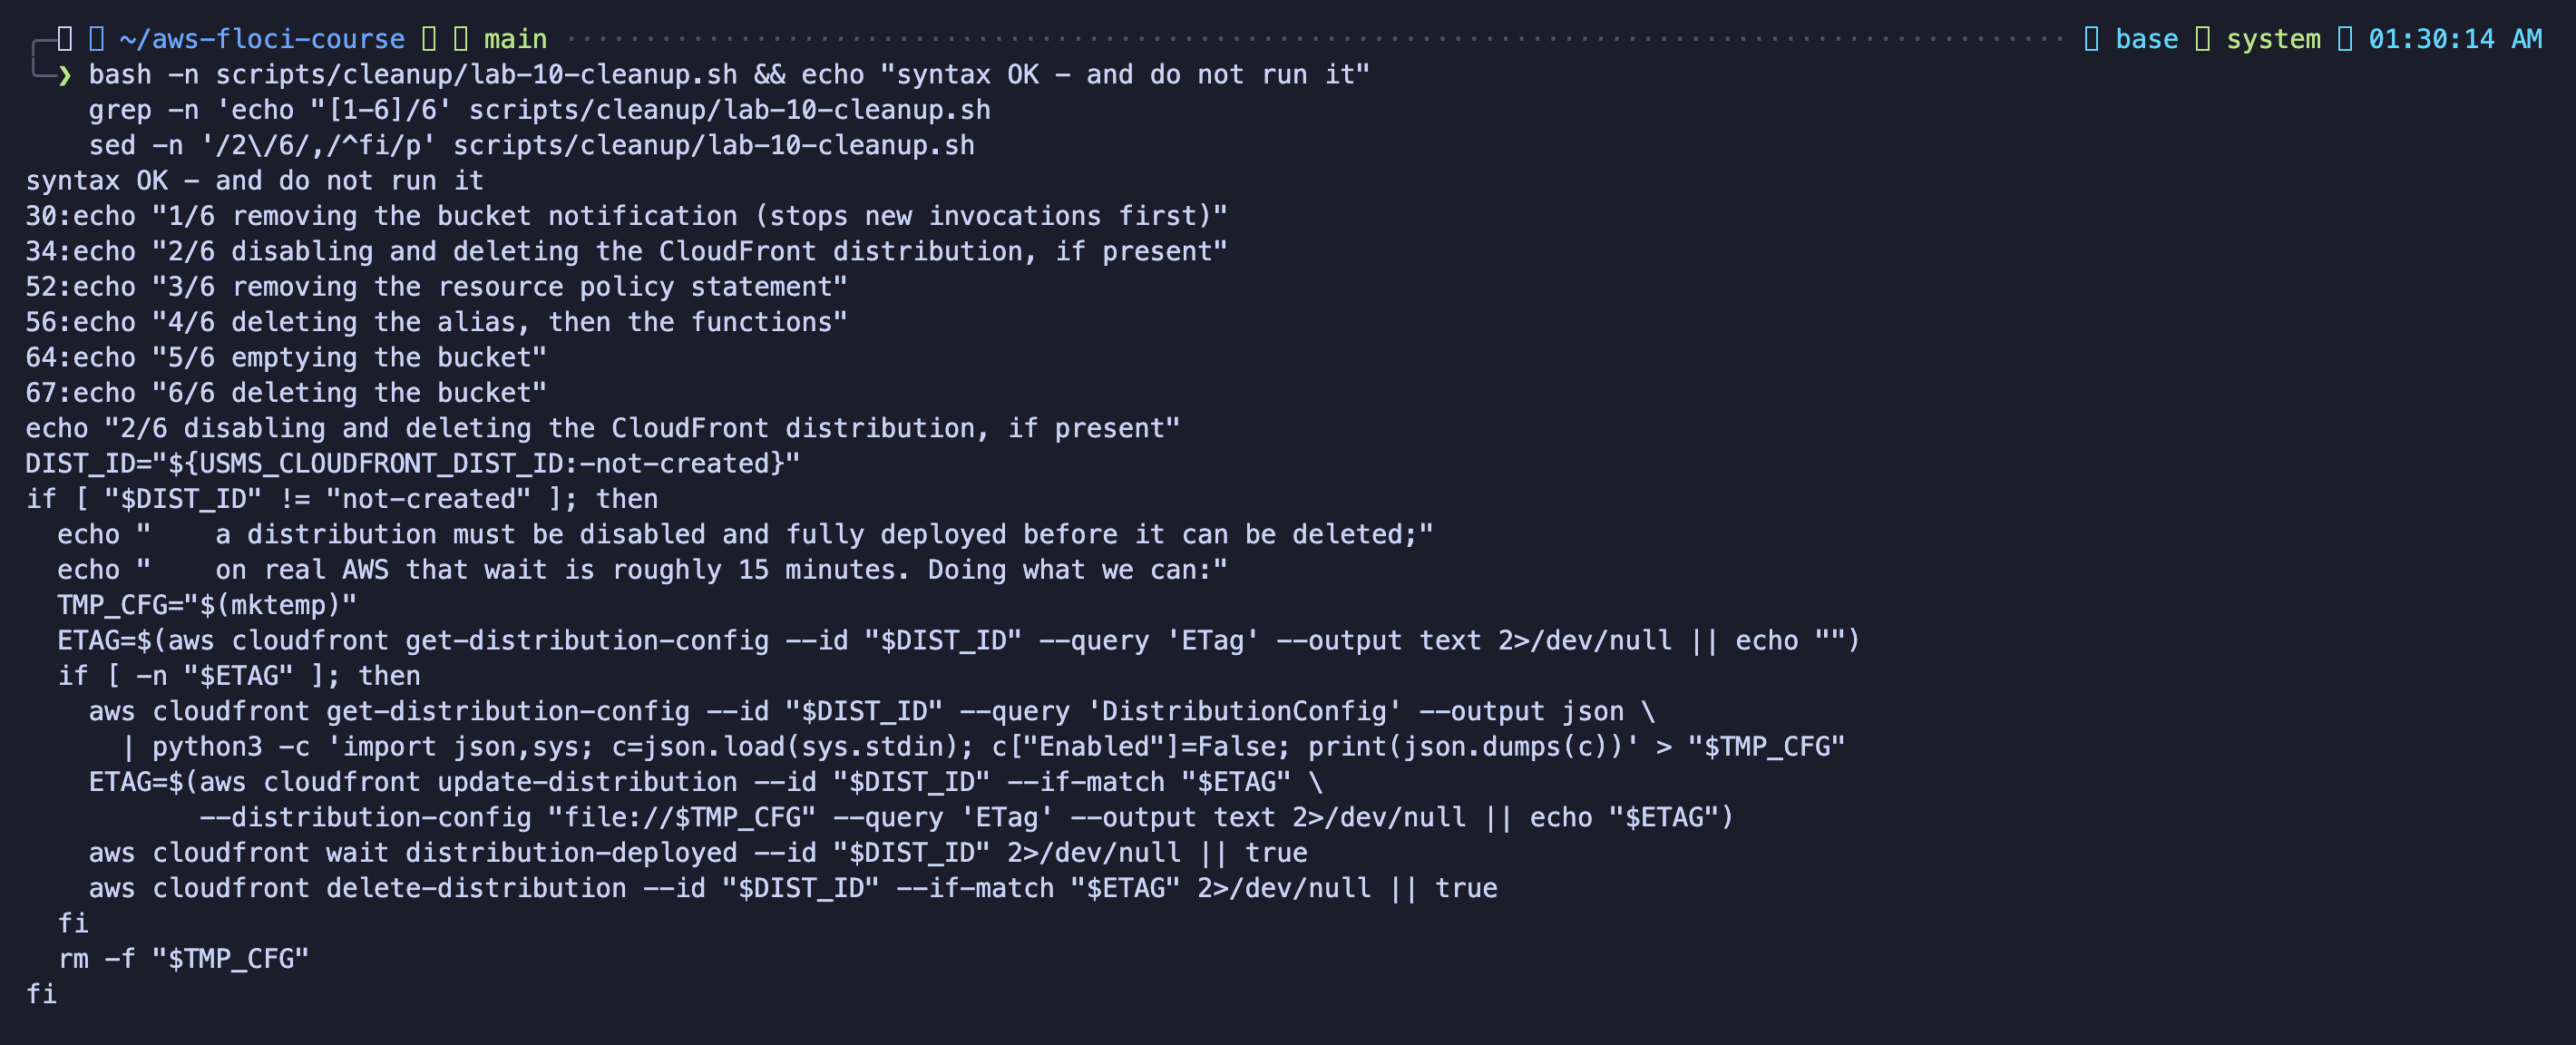 ~/aws-floci-course main base system 01:30:14 AM
❯ bash -n scripts/cleanup/lab-10-cleanup.sh && echo "syntax OK - and do not run it"
grep -n 'echo "[1-6]/6' scripts/cleanup/lab-10-cleanup.sh
sed -n '/2\/6/,/^fi/p' scripts/cleanup/lab-10-cleanup.sh
syntax OK - and do not run it
30:echo "1/6 removing the bucket notification (stops new invocations first)"
34:echo "2/6 disabling and deleting the CloudFront distribution, if present"
52:echo "3/6 removing the resource policy statement"
56:echo "4/6 deleting the alias, then the functions"
64:echo "5/6 emptying the bucket"
67:echo "6/6 deleting the bucket"
echo "2/6 disabling and deleting the CloudFront distribution, if present"
DIST_ID="${USMS_CLOUDFRONT_DIST_ID:-not-created}"
if [ "$DIST_ID" != "not-created" ]; then
  echo "    a distribution must be disabled and fully deployed before it can be deleted;"
  echo "    on real AWS that wait is roughly 15 minutes. Doing what we can:"
  TMP_CFG="$(mktemp)"
  ETAG=$(aws cloudfront get-distribution-config --id "$DIST_ID" --query 'ETag' --output text 2>/dev/null || echo "")
  if [ -n "$ETAG" ]; then
    aws cloudfront get-distribution-config --id "$DIST_ID" --query 'DistributionConfig' --output json \
      | python3 -c 'import json,sys; c=json.load(sys.stdin); c["Enabled"]=False; print(json.dumps(c))' > "$TMP_CFG"
    ETAG=$(aws cloudfront update-distribution --id "$DIST_ID" --if-match "$ETAG" \
           --distribution-config "file://$TMP_CFG" --query 'ETag' --output text 2>/dev/null || echo "$ETAG")
    aws cloudfront wait distribution-deployed --id "$DIST_ID" 2>/dev/null || true
    aws cloudfront delete-distribution --id "$DIST_ID" --if-match "$ETAG" 2>/dev/null || true
  fi
  rm -f "$TMP_CFG"
fi